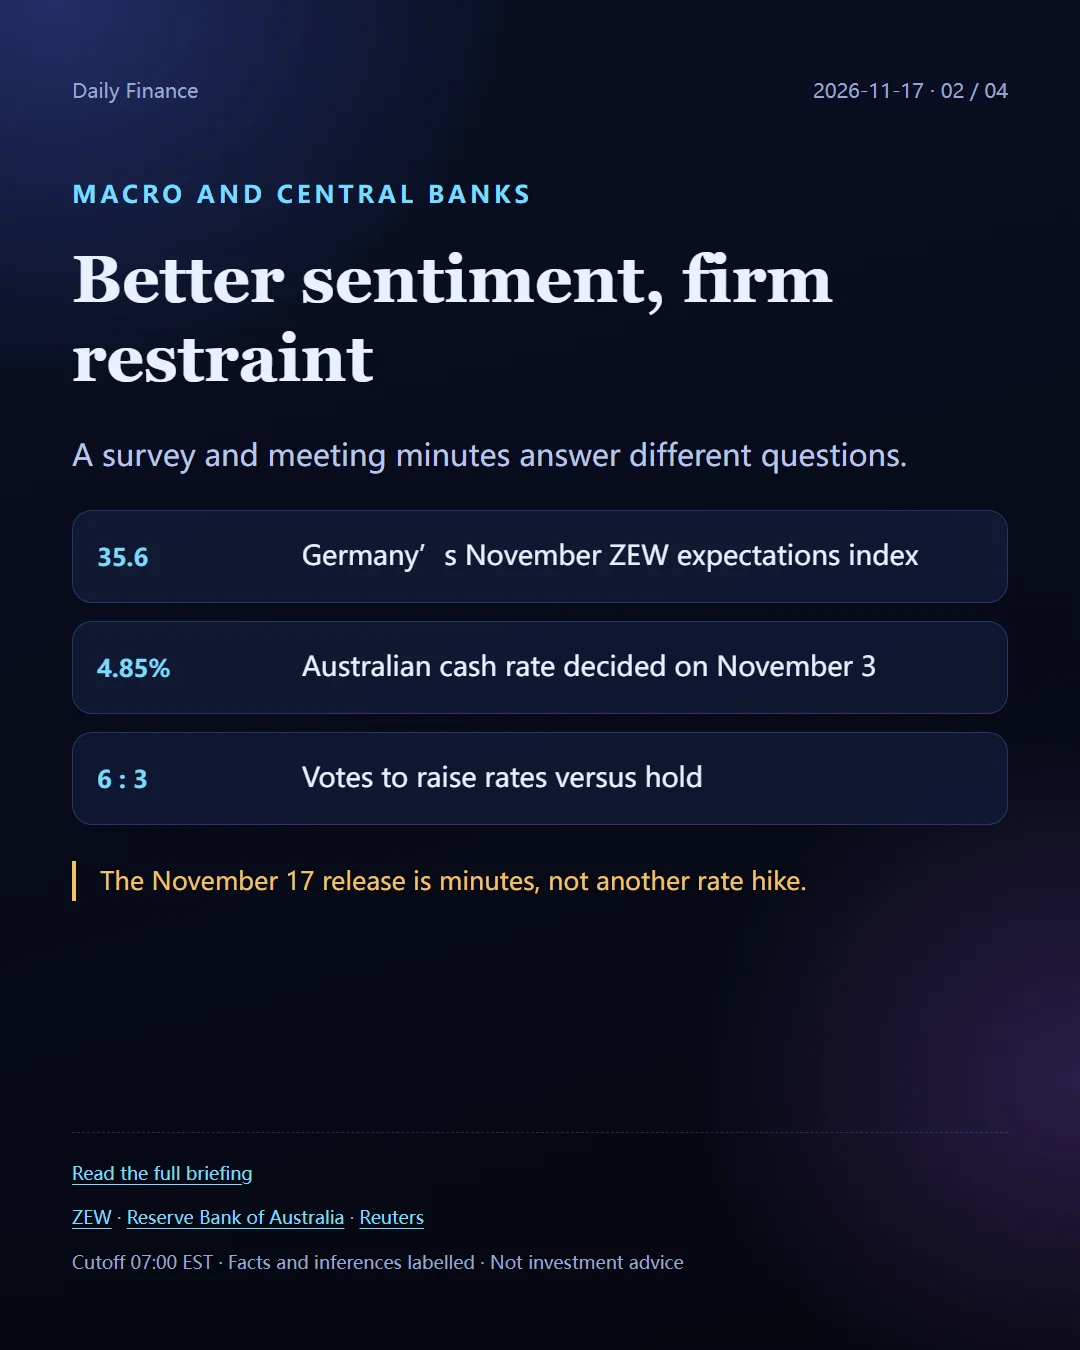 Daily Finance
2026-11-17 · 02 / 04
MACRO AND CENTRAL BANKS
Better sentiment, firm
restraint
A survey and meeting minutes answer different questions.
35.6 Germany’s November ZEW expectations index
4.85% Australian cash rate decided on November 3
6 : 3 Votes to raise rates versus hold
The November 17 release is minutes, not another rate hike.
Read the full briefing
ZEW · Reserve Bank of Australia · Reuters
Cutoff 07:00 EST · Facts and inferences labelled · Not investment advice